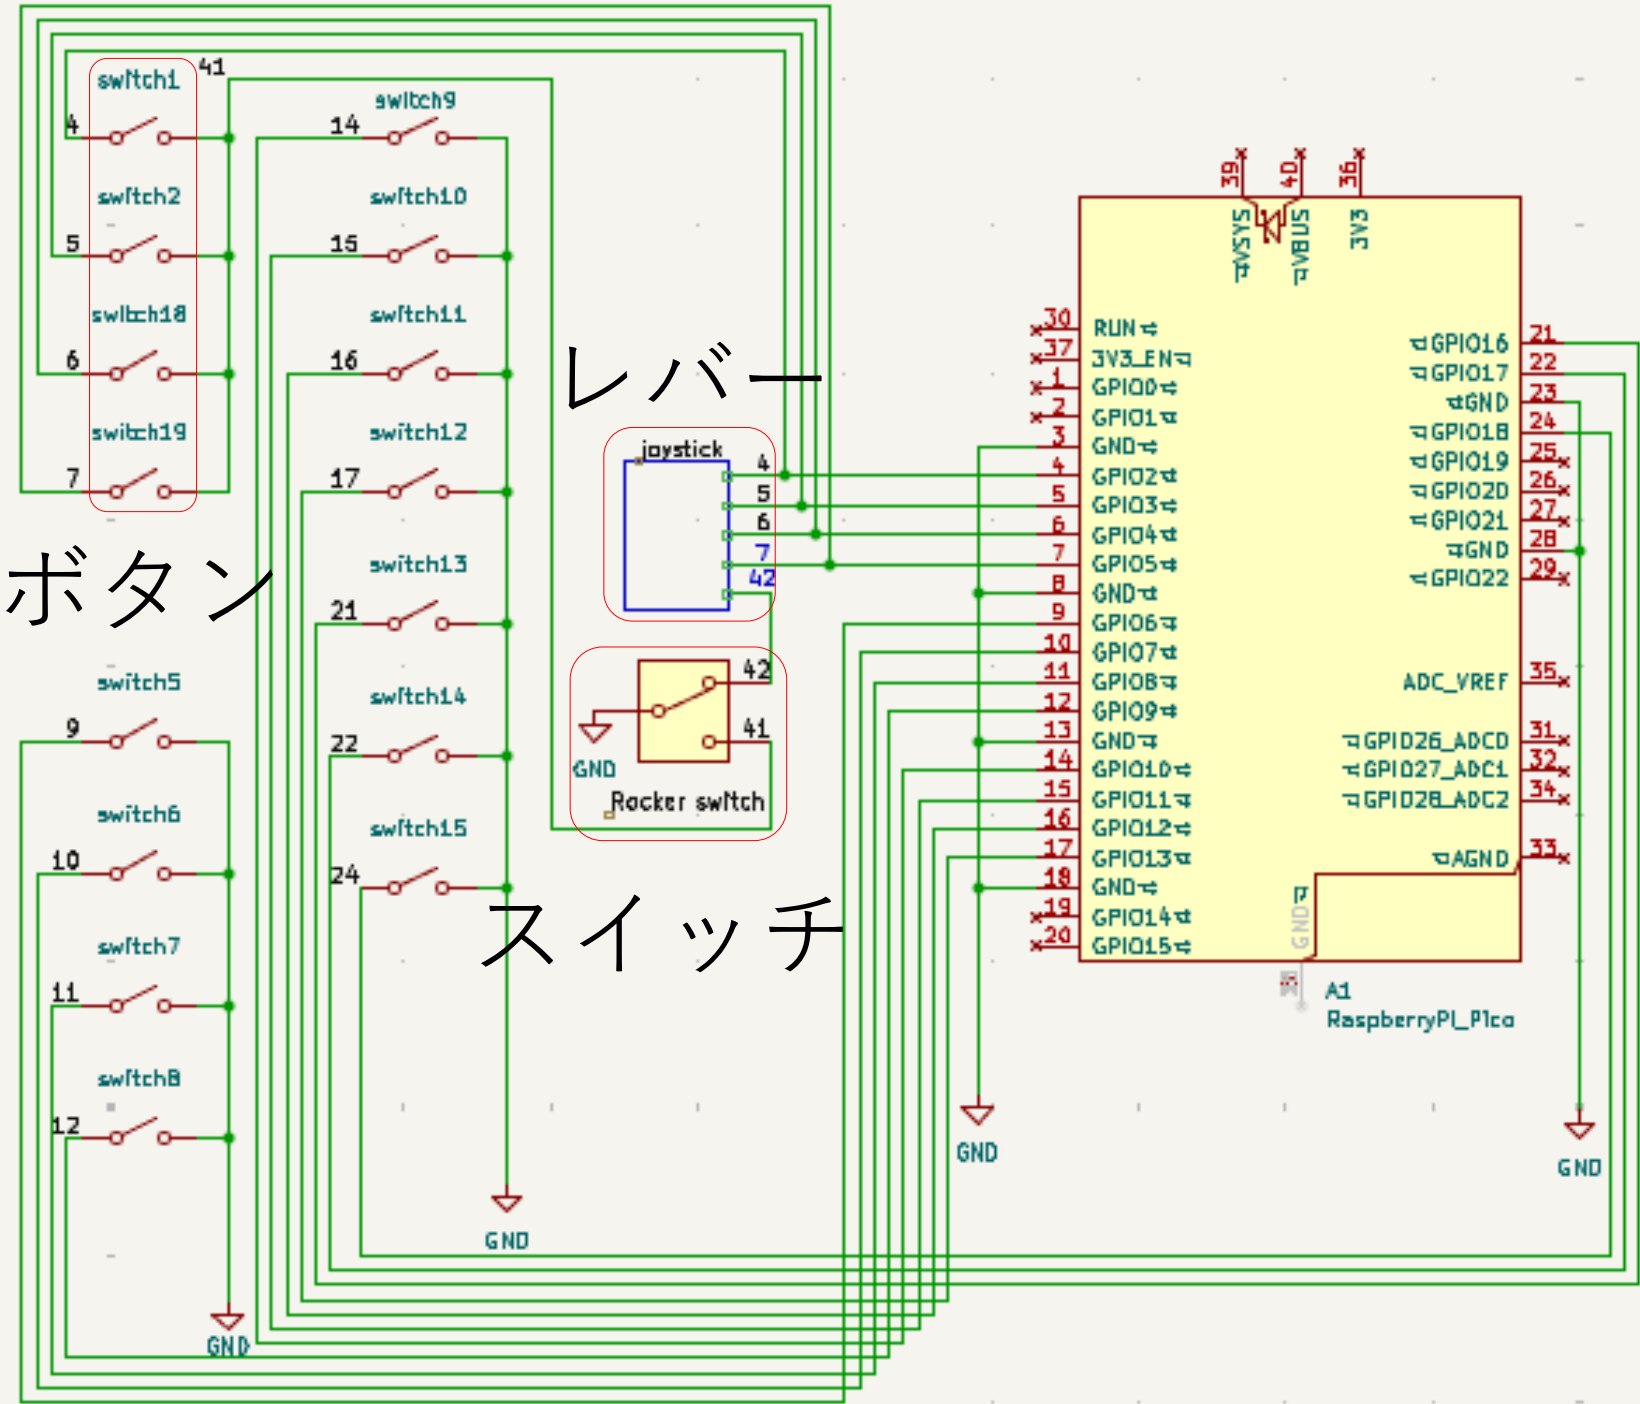 41
switch1
4
switch2
5
switch18
6
switch19
7
ボタン
switch5
9
switch6
10
switch7
11
switch8
12
GND
switch9
14
switch10
15
switch11
16
switch12
17
switch13
21
switch14
22
switch15
24
GND
レバー
joystick
4
5
6
7
42
42
41
GND
Rocker switch
スイッチ
39
40
36
VSYS
VBUS
3V3
30 RUN
37 3V3_EN
1 GPIO0
2 GPIO1
3 GND
4 GPIO2
5 GPIO3
6 GPIO4
7 GPIO5
8 GND
9 GPIO6
10 GPIO7
11 GPIO8
12 GPIO9
13 GND
14 GPIO10
15 GPIO11
16 GPIO12
17 GPIO13
18 GND
19 GPIO14
20 GPIO15
GPIO16 21
GPIO17 22
GND 23
GPIO18 24
GPIO19 25
GPIO20 26
GPIO21 27
GND 28
GPIO22 29
ADC_VREF 35
GPIO26_ADC0 31
GPIO27_ADC1 32
GPIO28_ADC2 34
AGND 33
GND
A1
RaspberryPi_Pico
GND
GND